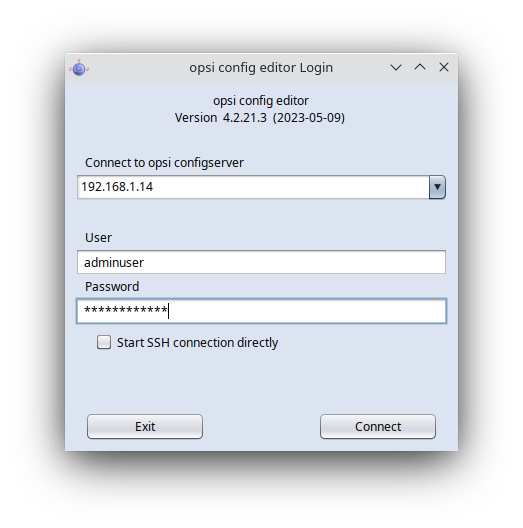 opsi config editor Login
opsi config editor
Version 4.2.21.3 (2023-05-09)
Connect to opsi configserver
192.168.1.14
User
adminuser
Password
************
Start SSH connection directly
Exit Connect